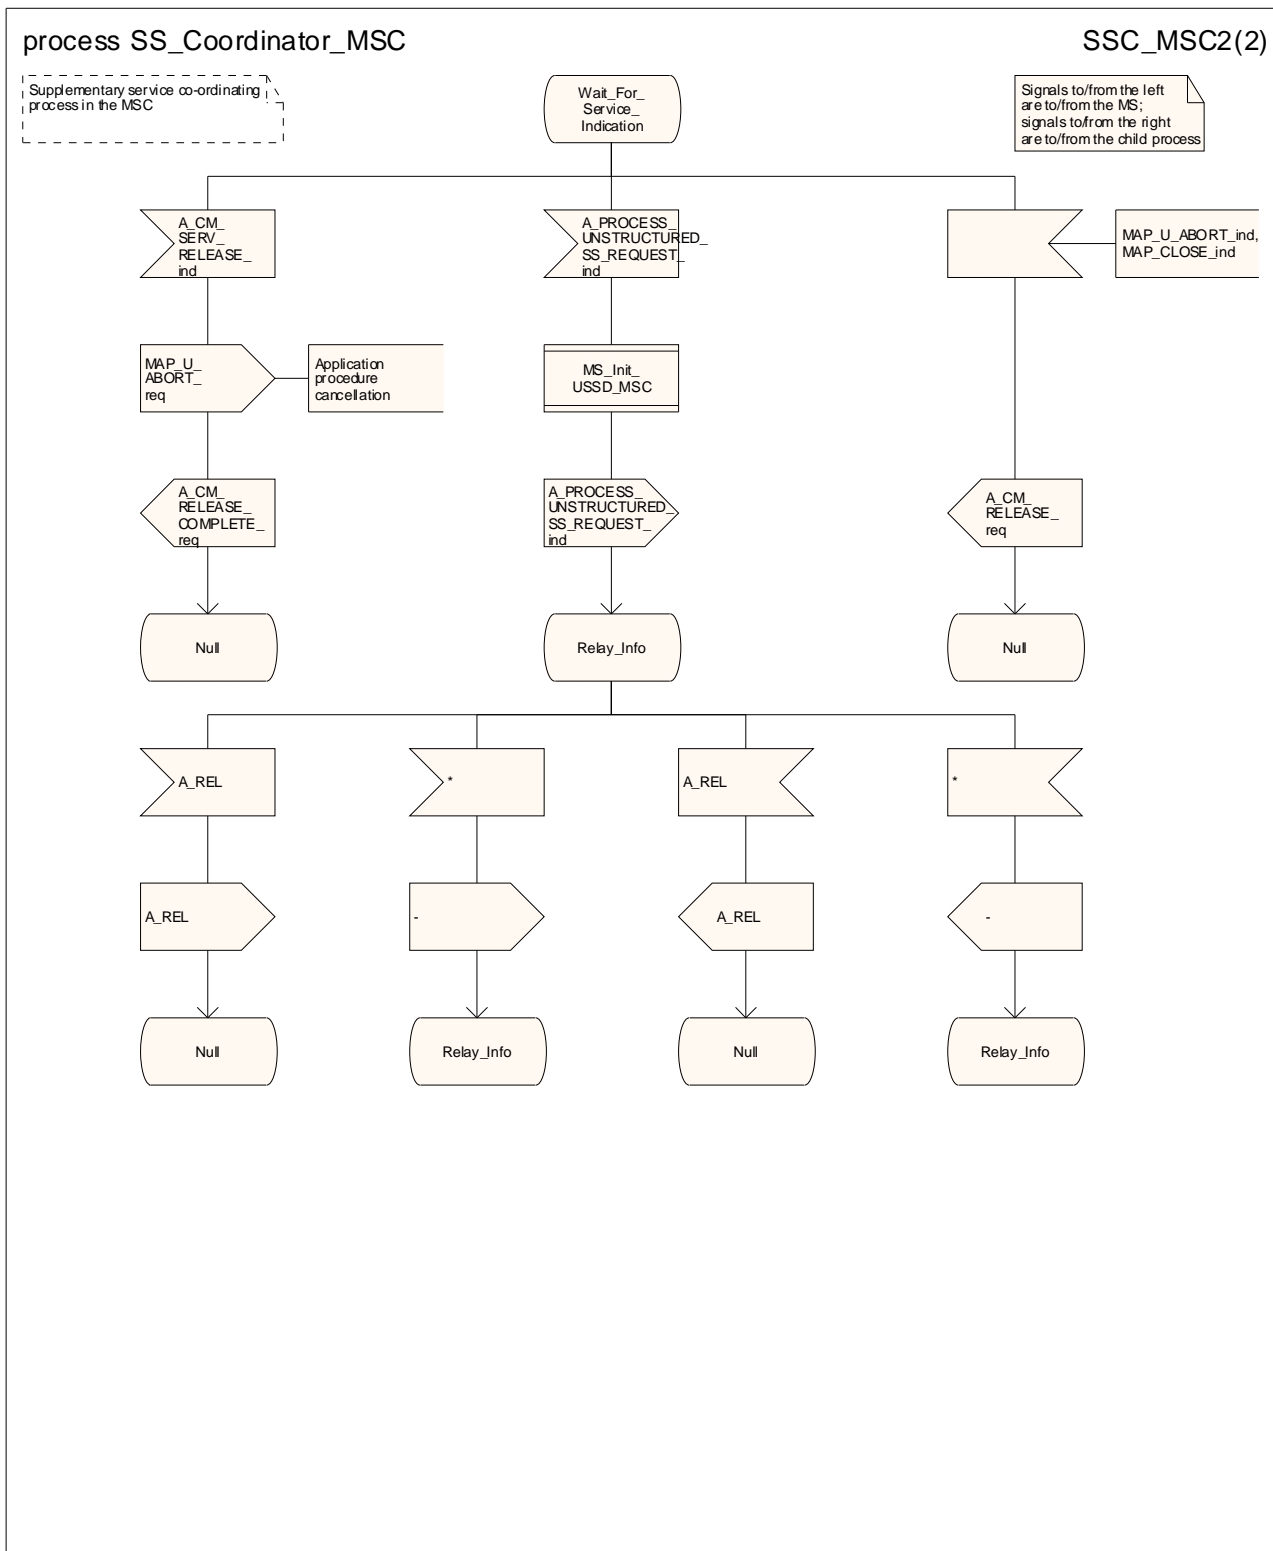 process SS_Coordinator_MSC
SSC_MSC2(2)
Supplementary service co-ordinating
process in the MSC
Wait_For_
Service_
Indication
Signals to/from the left
are to/from the MS;
signals to/from the right
are to/from the child process
A_CM_
SERV_
RELEASE_
ind
A_PROCESS_
UNSTRUCTURED_
SS_REQUEST_
ind
MAP_U_ABORT_ind,
MAP_CLOSE_ind
MAP_U_
ABORT_
req
Application
procedure
cancellation
MS_Init_
USSD_MSC
A_CM_
RELEASE_
COMPLETE_
req
A_PROCESS_
UNSTRUCTURED_
SS_REQUEST_
ind
A_CM_
RELEASE_
req
Null
Relay_Info
Null
A_REL
*
A_REL
*
A_REL
-
A_REL
-
Null
Relay_Info
Null
Relay_Info